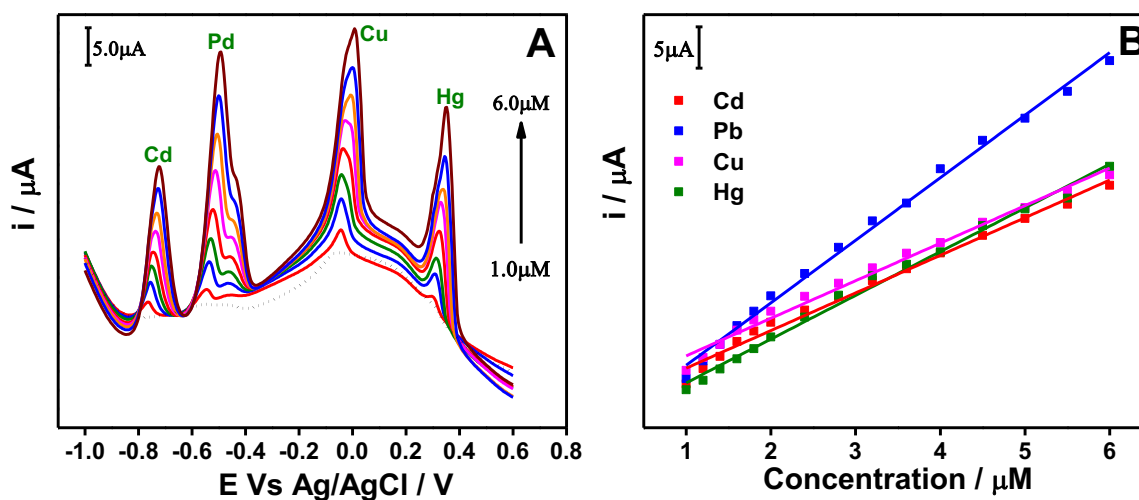 5.0μA
A
Pd
Cu
Hg
6.0μM
Cd
1.0μM
i / μA
-1.0 -0.8 -0.6 -0.4 -0.2 0.0 0.2 0.4 0.6 0.8
E Vs Ag/AgCl / V
5μA
B
Cd
Pb
Cu
Hg
i / μA
1 2 3 4 5 6
Concentration / μM